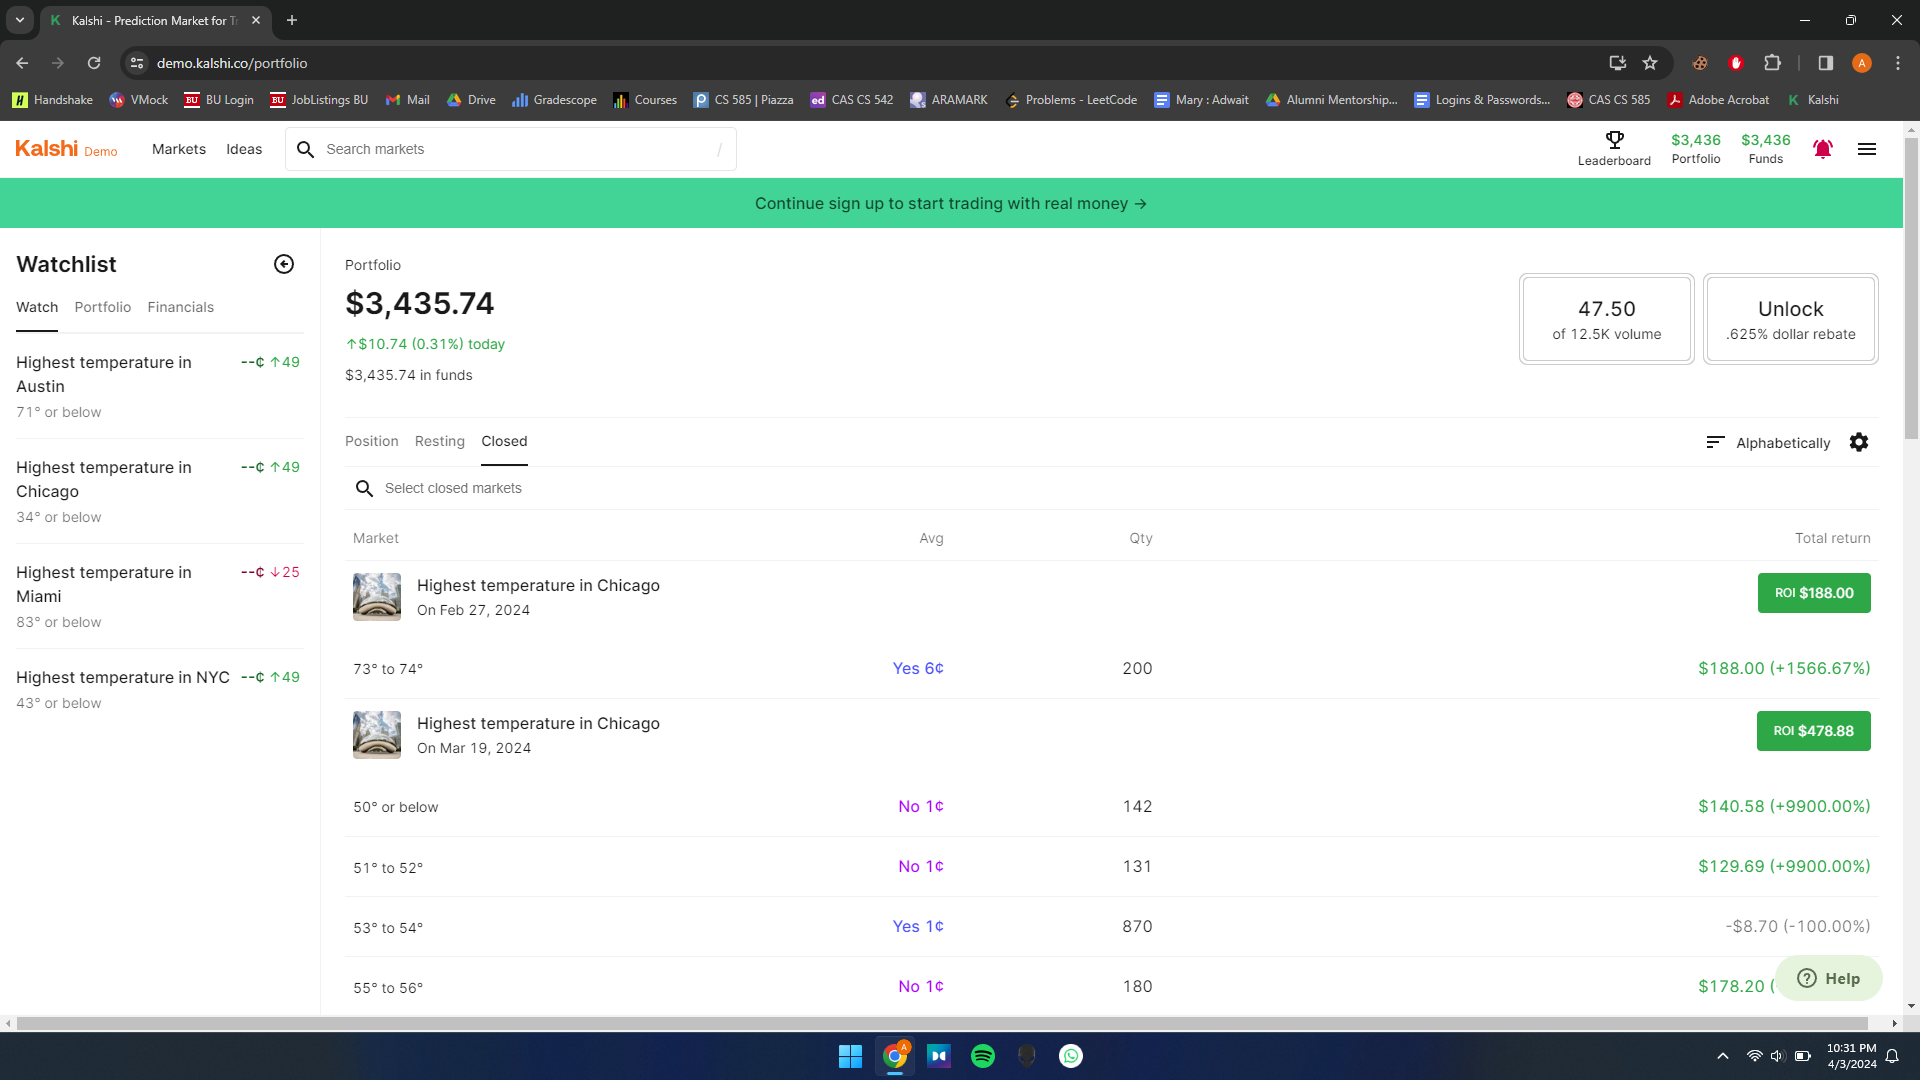 Kalshi - Prediction Market for Tr
demo.kalshi.co/portfolio
A
Handshake
VMock
BU Login
JobListings BU
Mail
Drive
Gradescope
Courses
CS 585 | Piazza
CAS CS 542
ARAMARK
Problems - LeetCode
Mary : Adwait
Alumni Mentorship...
Logins & Passwords...
CAS CS 585
Adobe Acrobat
Kalshi
Kalshi Demo
Markets
Ideas
Search markets
/
Leaderboard
$3,436
Portfolio
$3,436
Funds
Continue sign up to start trading with real money →
Watchlist
Watch
Portfolio
Financials
Highest temperature in
Austin
--¢ ↑49
71° or below
Highest temperature in
Chicago
--¢ ↑49
34° or below
Highest temperature in
Miami
--¢ ↓25
83° or below
Highest temperature in NYC
--¢ ↑49
43° or below
Portfolio
$3,435.74
↑$10.74 (0.31%) today
$3,435.74 in funds
47.50
of 12.5K volume
Unlock
.625% dollar rebate
Position
Resting
Closed
Alphabetically
Select closed markets
Market
Avg
Qty
Total return
Highest temperature in Chicago
On Feb 27, 2024
ROI $188.00
73° to 74°
Yes 6¢
200
$188.00 (+1566.67%)
Highest temperature in Chicago
On Mar 19, 2024
ROI $478.88
50° or below
No 1¢
142
$140.58 (+9900.00%)
51° to 52°
No 1¢
131
$129.69 (+9900.00%)
53° to 54°
Yes 1¢
870
-$8.70 (-100.00%)
55° to 56°
No 1¢
180
$178.20 (
Help
10:31 PM
4/3/2024